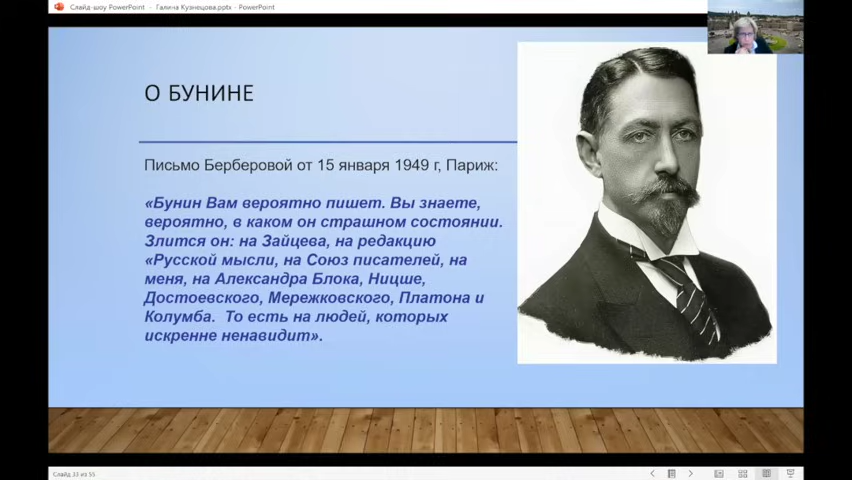 Слайд-шоу PowerPoint - Галина Кузнецова.pptx - PowerPoint
О БУНИНЕ
Письмо Берберовой от 15 января 1949 г, Париж:
«Бунин Вам вероятно пишет. Вы знаете,
вероятно, в каком он страшном состоянии.
Злится он: на Зайцева, на редакцию
«Русской мысли, на Союз писателей, на
меня, на Александра Блока, Ницше,
Достоевского, Мережковского, Платона и
Колумба. То есть на людей, которых
искренне ненавидит».
Слайд 33 из 55